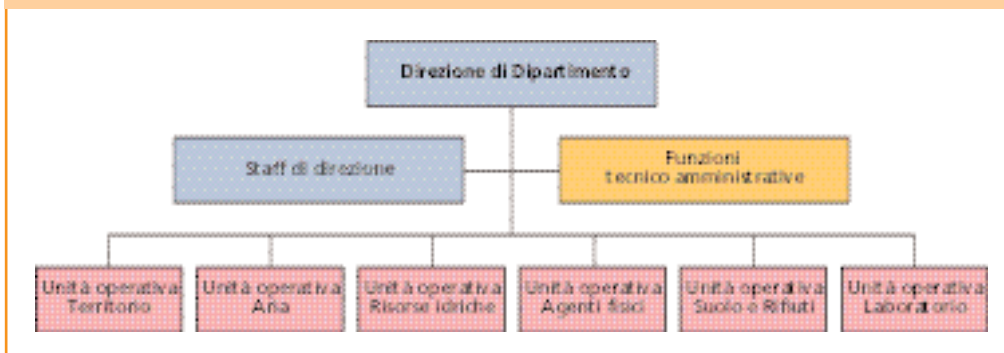 Direzione di Dipartimento
Staff di direzione
Funzioni
tecnico amministrative
Unità operativa
Territorio
Unità operativa
Aria
Unità operativa
Risorse idriche
Unità operativa
Agenti fisici
Unità operativa
Suolo e Rifiuti
Unità operativa
Laboratorio